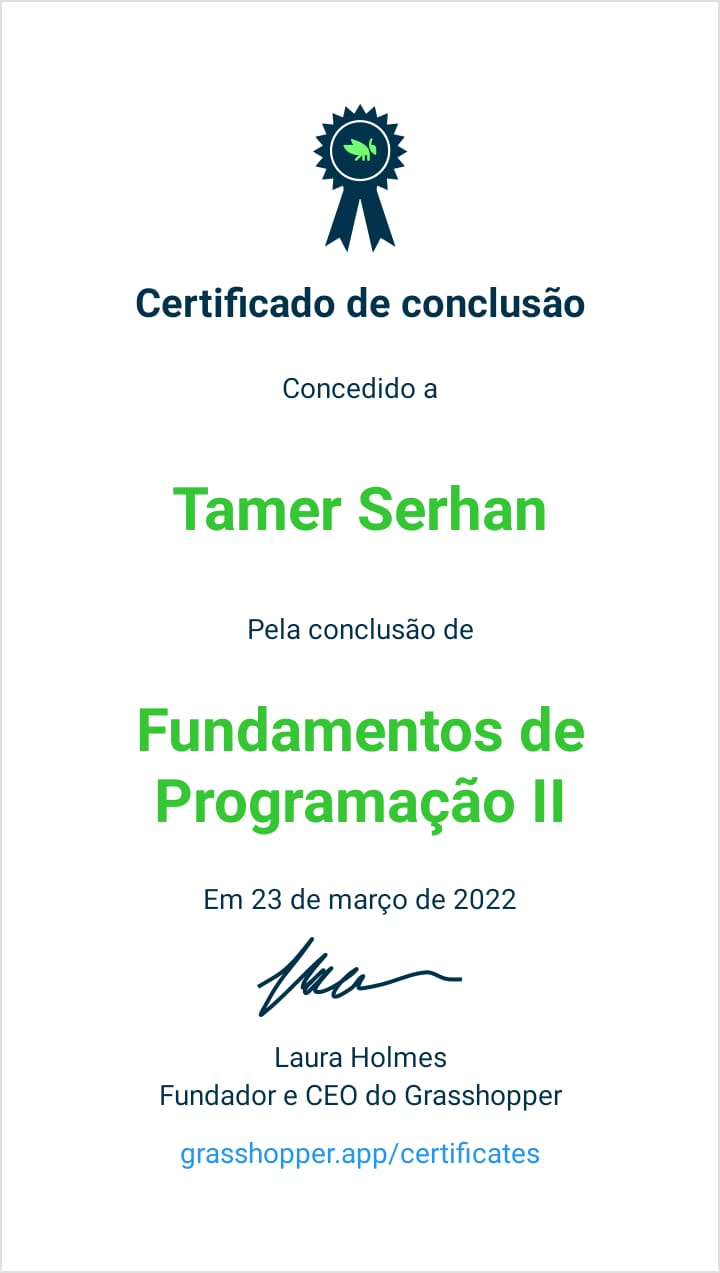 Certificado de conclusão
Concedido a
Tamer Serhan
Pela conclusão de
Fundamentos de
Programação II
Em 23 de março de 2022
Laura Holmes
Fundador e CEO do Grasshopper
grasshopper.app/certificates